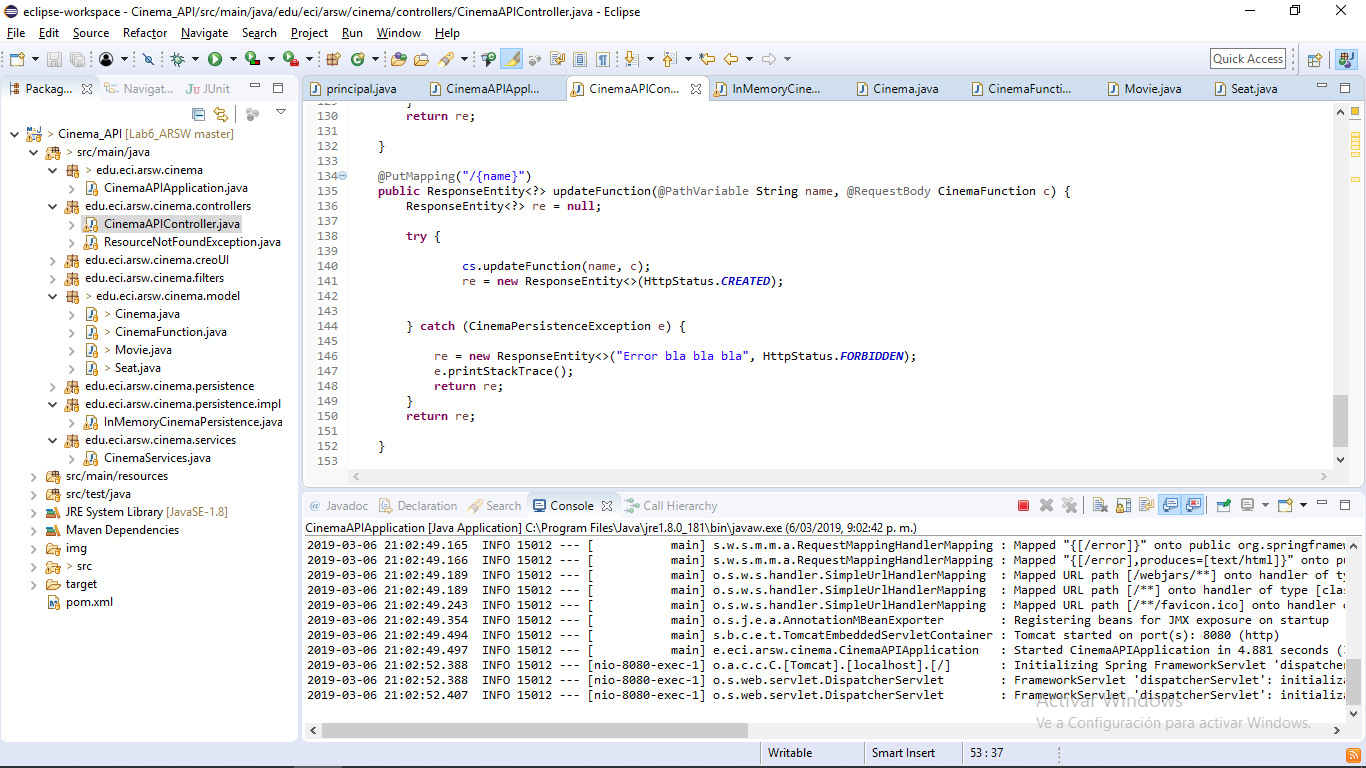 eclipse-workspace - Cinema_API/src/main/java/edu/eci/arsw/cinema/controllers/CinemaAPIController.java - Eclipse
File Edit Source Refactor Navigate Search Project Run Window Help
Quick Access
Packag... Navigat... JUnit
principal.java CinemaAPIAppl... CinemaAPICon... InMemoryCine... Cinema.java CinemaFuncti... Movie.java Seat.java
> Cinema_API [Lab6_ARSW master]
> src/main/java
> edu.eci.arsw.cinema
CinemaAPIApplication.java
edu.eci.arsw.cinema.controllers
CinemaAPIController.java
ResourceNotFoundException.java
edu.eci.arsw.cinema.creoUI
edu.eci.arsw.cinema.filters
> edu.eci.arsw.cinema.model
> Cinema.java
> CinemaFunction.java
> Movie.java
> Seat.java
edu.eci.arsw.cinema.persistence
edu.eci.arsw.cinema.persistence.impl
InMemoryCinemaPersistence.java
edu.eci.arsw.cinema.services
CinemaServices.java
src/main/resources
src/test/java
JRE System Library [JavaSE-1.8]
Maven Dependencies
img
> src
target
pom.xml
129 }
130 return re;
131
132 }
133
134 @PutMapping("/{name}")
135 public ResponseEntity<?> updateFunction(@PathVariable String name, @RequestBody CinemaFunction c) {
136 ResponseEntity<?> re = null;
137
138 try {
139
140 cs.updateFunction(name, c);
141 re = new ResponseEntity<>(HttpStatus.CREATED);
142
143
144 } catch (CinemaPersistenceException e) {
145
146 re = new ResponseEntity<>("Error bla bla bla", HttpStatus.FORBIDDEN);
147 e.printStackTrace();
148 return re;
149 }
150 return re;
151
152 }
153
Javadoc Declaration Search Console Call Hierarchy
CinemaAPIApplication [Java Application] C:\Program Files\Java\jre1.8.0_181\bin\javaw.exe (6/03/2019, 9:02:42 p. m.)
2019-03-06 21:02:49.165 INFO 15012 --- [ main] s.w.s.m.m.a.RequestMappingHandlerMapping : Mapped "{[/error]}" onto public org.springframew
2019-03-06 21:02:49.166 INFO 15012 --- [ main] s.w.s.m.m.a.RequestMappingHandlerMapping : Mapped "{[/error],produces=[text/html]}" onto pu
2019-03-06 21:02:49.189 INFO 15012 --- [ main] o.s.w.s.handler.SimpleUrlHandlerMapping : Mapped URL path [/webjars/**] onto handler of ty
2019-03-06 21:02:49.189 INFO 15012 --- [ main] o.s.w.s.handler.SimpleUrlHandlerMapping : Mapped URL path [/**] onto handler of type [clas
2019-03-06 21:02:49.243 INFO 15012 --- [ main] o.s.w.s.handler.SimpleUrlHandlerMapping : Mapped URL path [/**/favicon.ico] onto handler
2019-03-06 21:02:49.354 INFO 15012 --- [ main] o.s.j.e.a.AnnotationMBeanExporter : Registering beans for JMX exposure on startup
2019-03-06 21:02:49.494 INFO 15012 --- [ main] s.b.c.e.t.TomcatEmbeddedServletContainer : Tomcat started on port(s): 8080 (http)
2019-03-06 21:02:49.497 INFO 15012 --- [ main] e.eci.arsw.cinema.CinemaAPIApplication : Started CinemaAPIApplication in 4.881 seconds (
2019-03-06 21:02:52.388 INFO 15012 --- [nio-8080-exec-1] o.a.c.c.C.[Tomcat].[localhost].[/] : Initializing Spring FrameworkServlet 'dispatche
2019-03-06 21:02:52.388 INFO 15012 --- [nio-8080-exec-1] o.s.web.servlet.DispatcherServlet : FrameworkServlet 'dispatcherServlet': initializ
2019-03-06 21:02:52.407 INFO 15012 --- [nio-8080-exec-1] o.s.web.servlet.DispatcherServlet : FrameworkServlet 'dispatcherServlet': initializ
Activar Windows
Ve a Configuración para activar Windows.
Writable Smart Insert 53 : 37